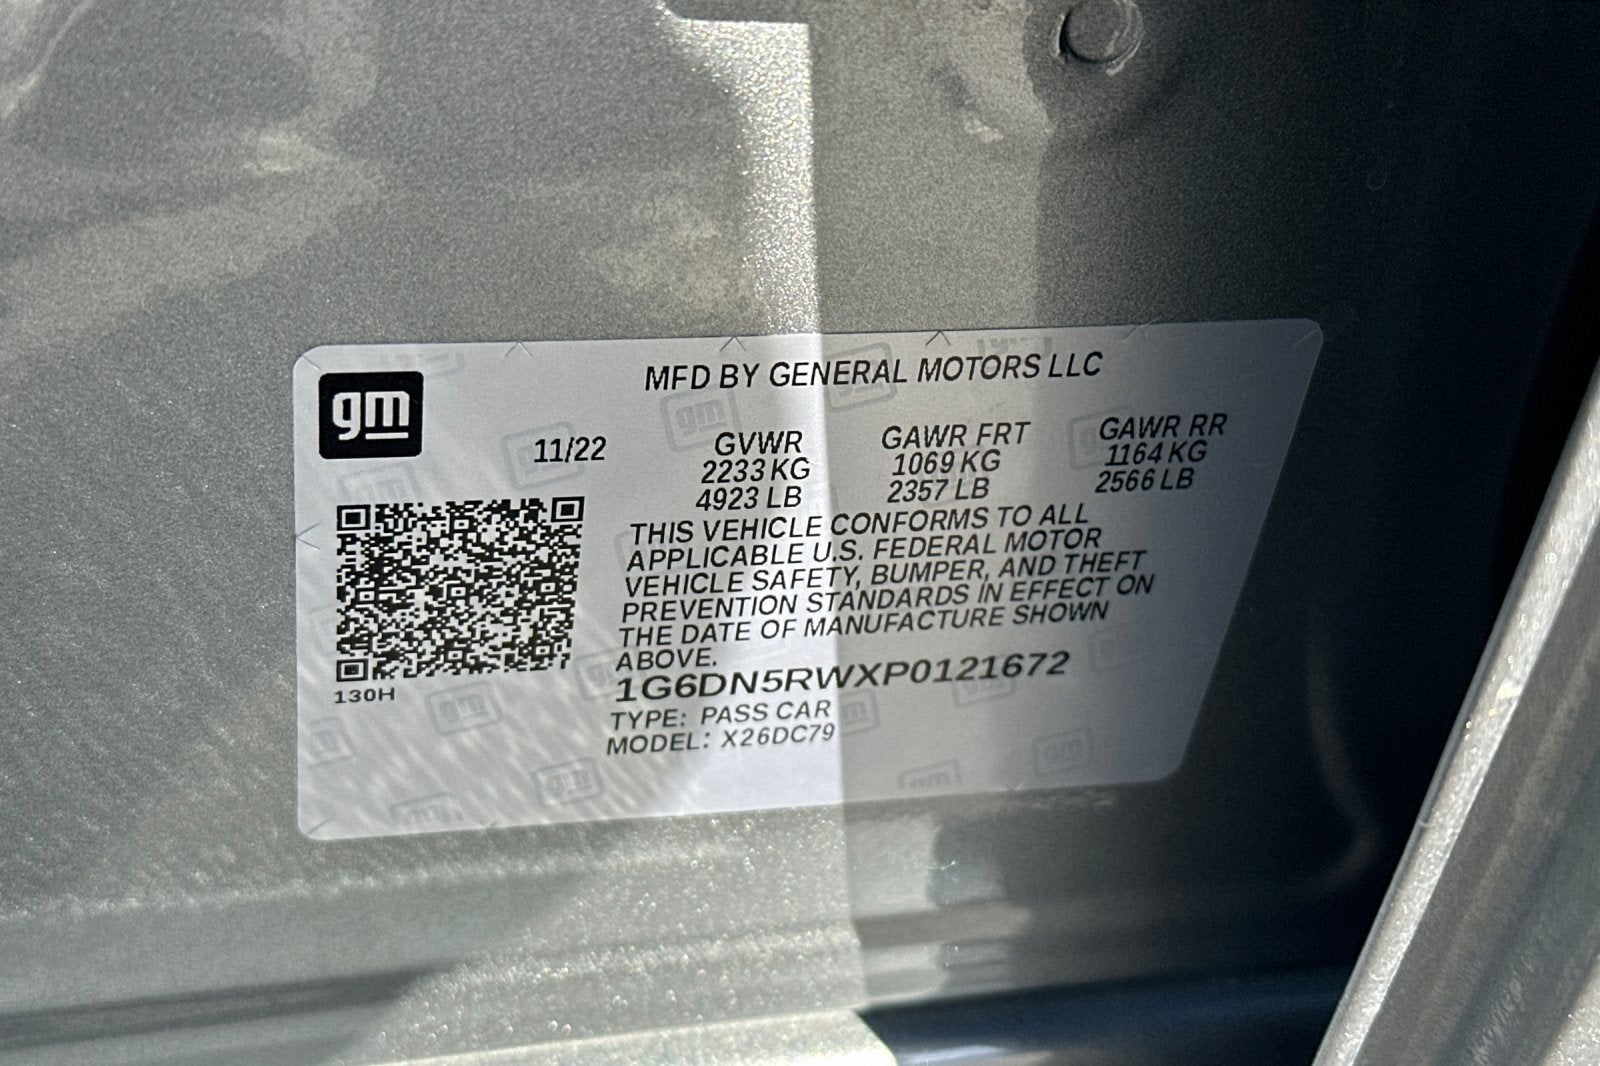 gm
MFD BY GENERAL MOTORS LLC
11/22
GVWR GAWR FRT GAWR RR
2233 KG 1069 KG 1164 KG
4923 LB 2357 LB 2566 LB
THIS VEHICLE CONFORMS TO ALL
APPLICABLE U.S. FEDERAL MOTOR
VEHICLE SAFETY, BUMPER, AND THEFT
PREVENTION STANDARDS IN EFFECT ON
THE DATE OF MANUFACTURE SHOWN
ABOVE.
1G6DN5RWXP0121672
TYPE: PASS CAR
MODEL: X26DC79
130H